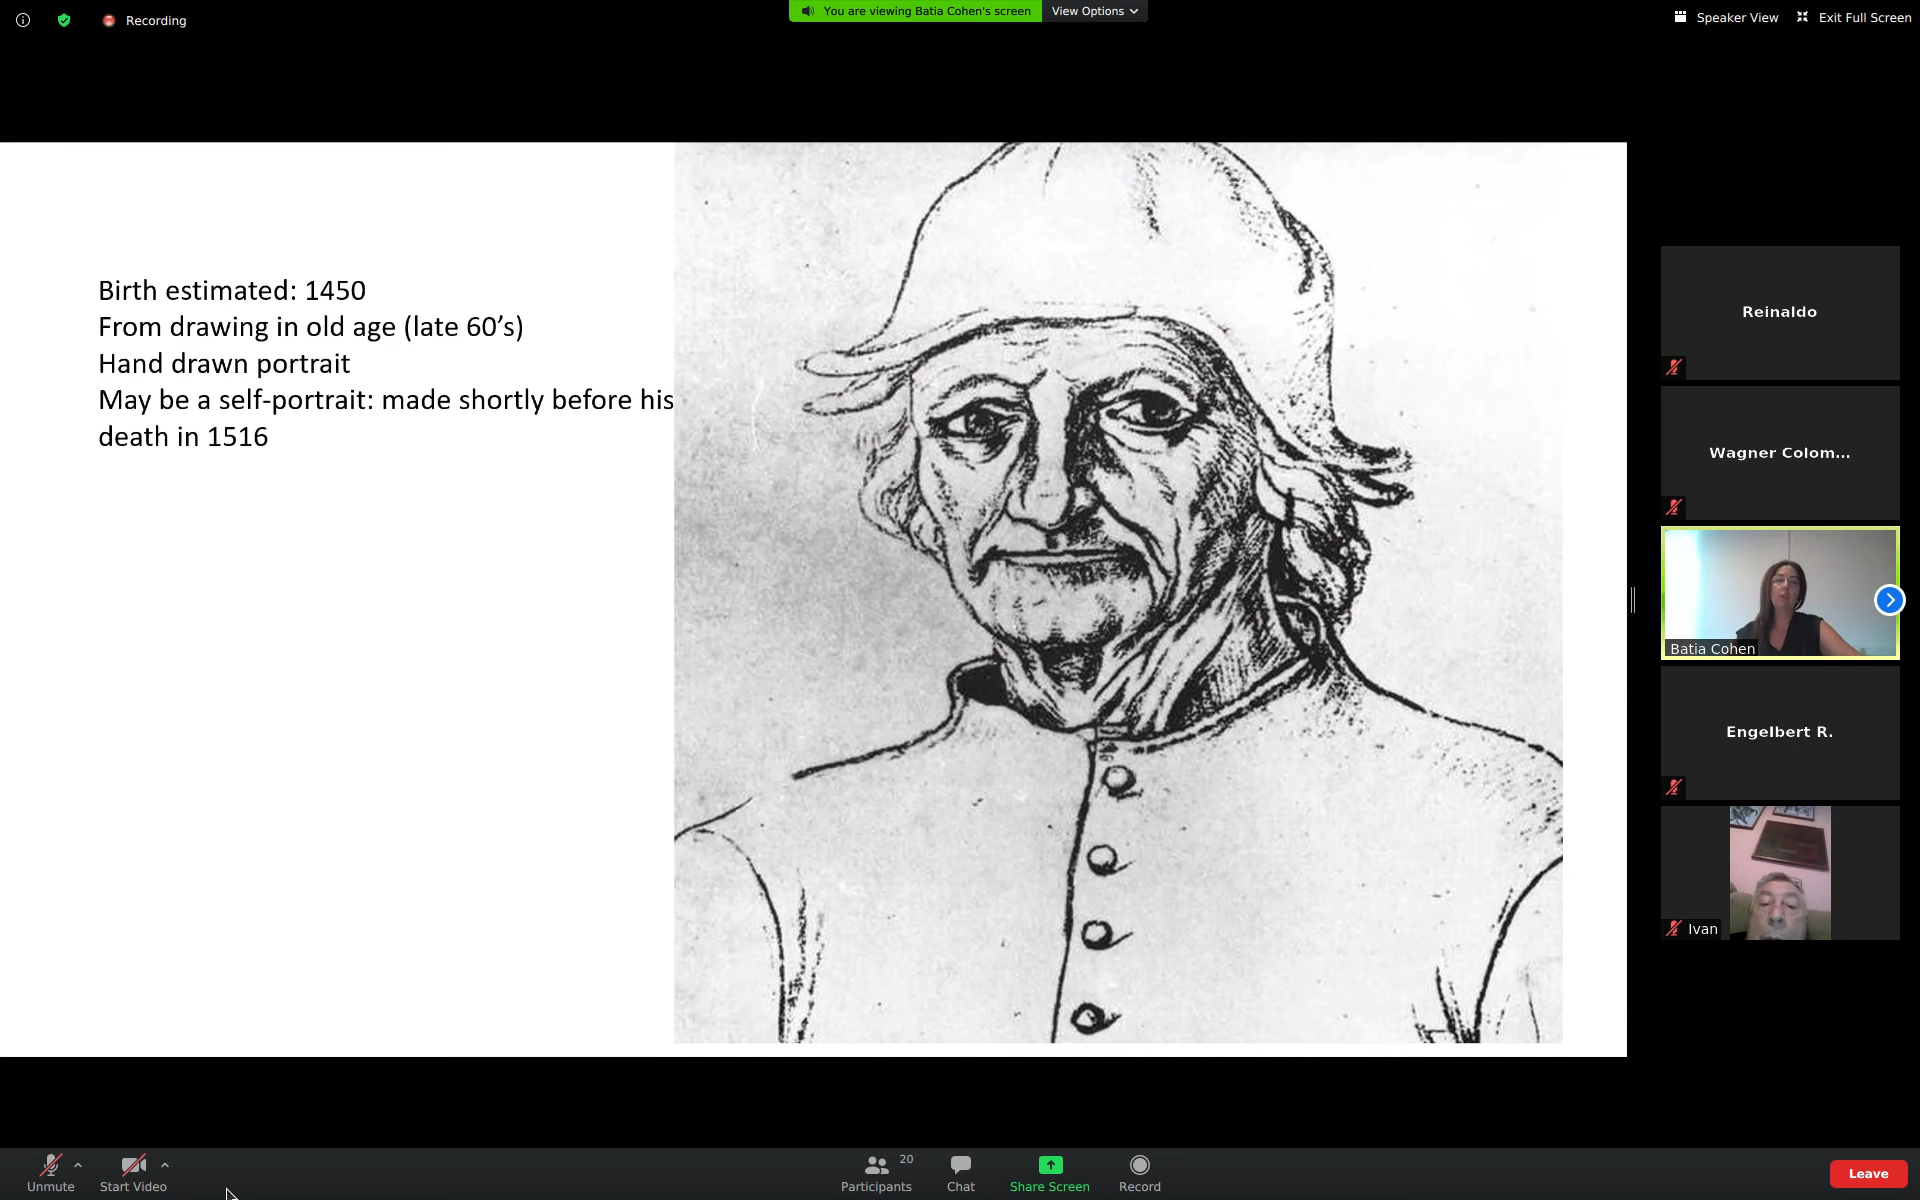 Recording
You are viewing Batia Cohen's screen
View Options
Speaker View
Exit Full Screen
Birth estimated: 1450
From drawing in old age (late 60’s)
Hand drawn portrait
May be a self-portrait: made shortly before his
death in 1516
Reinaldo
Wagner Colom...
Batia Cohen
Engelbert R.
Ivan
Unmute
Start Video
Participants
20
Chat
Share Screen
Record
Leave